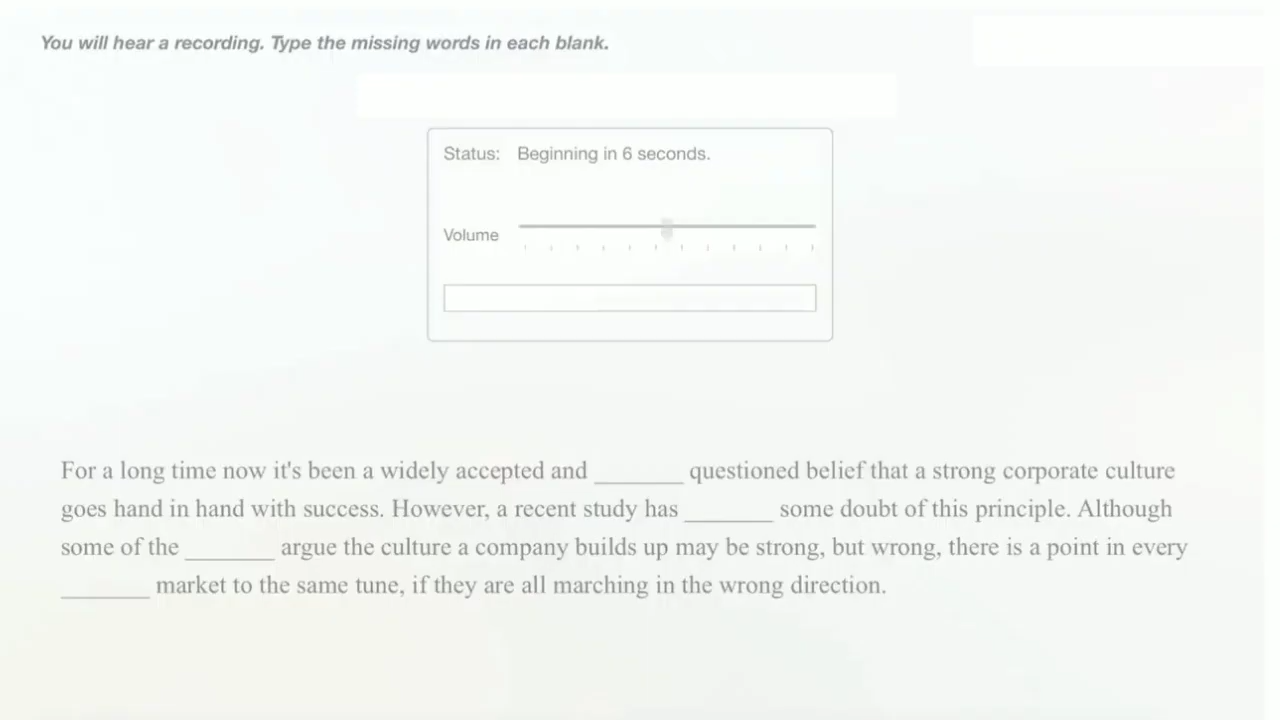 You will hear a recording. Type the missing words in each blank.
Status: Beginning in 6 seconds.
Volume
For a long time now it's been a widely accepted and _______ questioned belief that a strong corporate culture
goes hand in hand with success. However, a recent study has _______ some doubt of this principle. Although
some of the _______ argue the culture a company builds up may be strong, but wrong, there is a point in every
_______ market to the same tune, if they are all marching in the wrong direction.